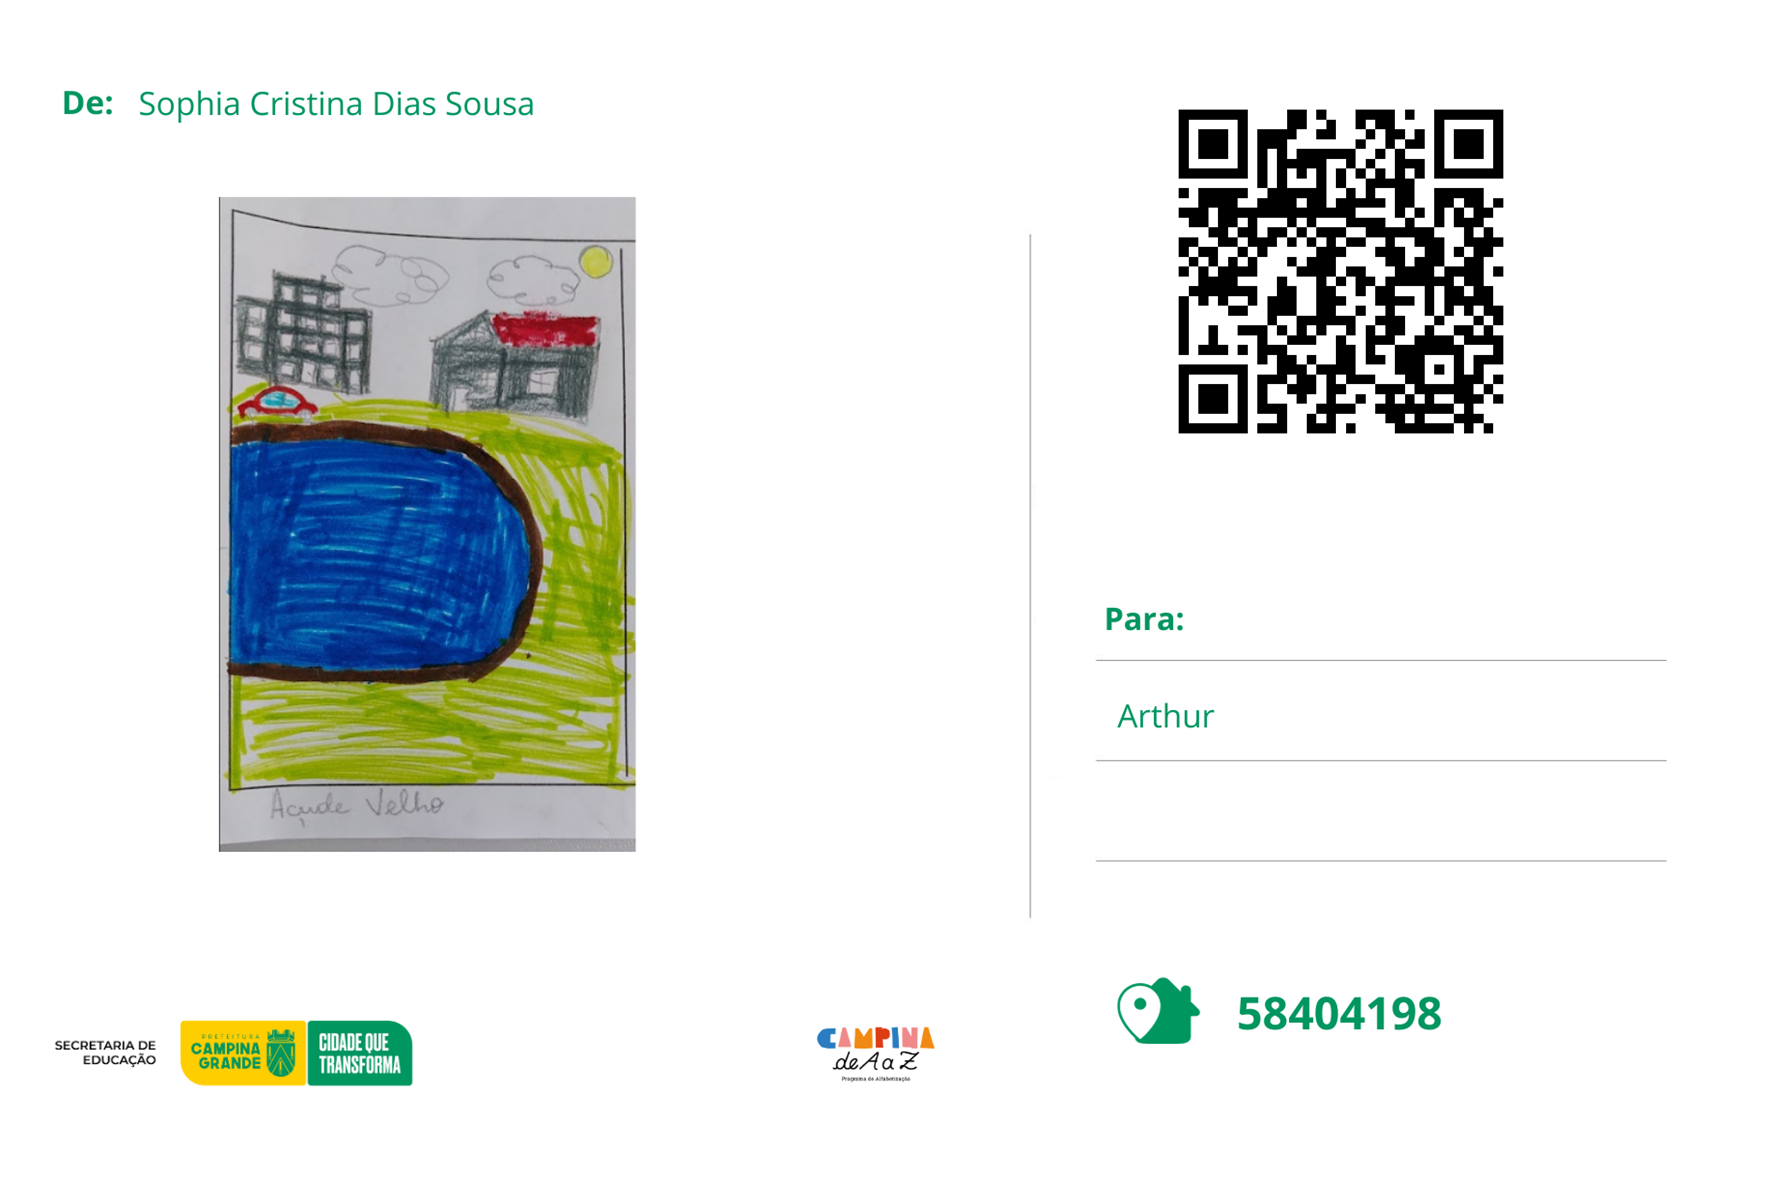 De: Sophia Cristina Dias Sousa
Açude Velho
Para:
Arthur
58404198
SECRETARIA DE
EDUCAÇÃO
PREFEITURA
CAMPINA
GRANDE
CIDADE QUE
TRANSFORMA
CAMPINA
de A a Z
Programa de Alfabetização